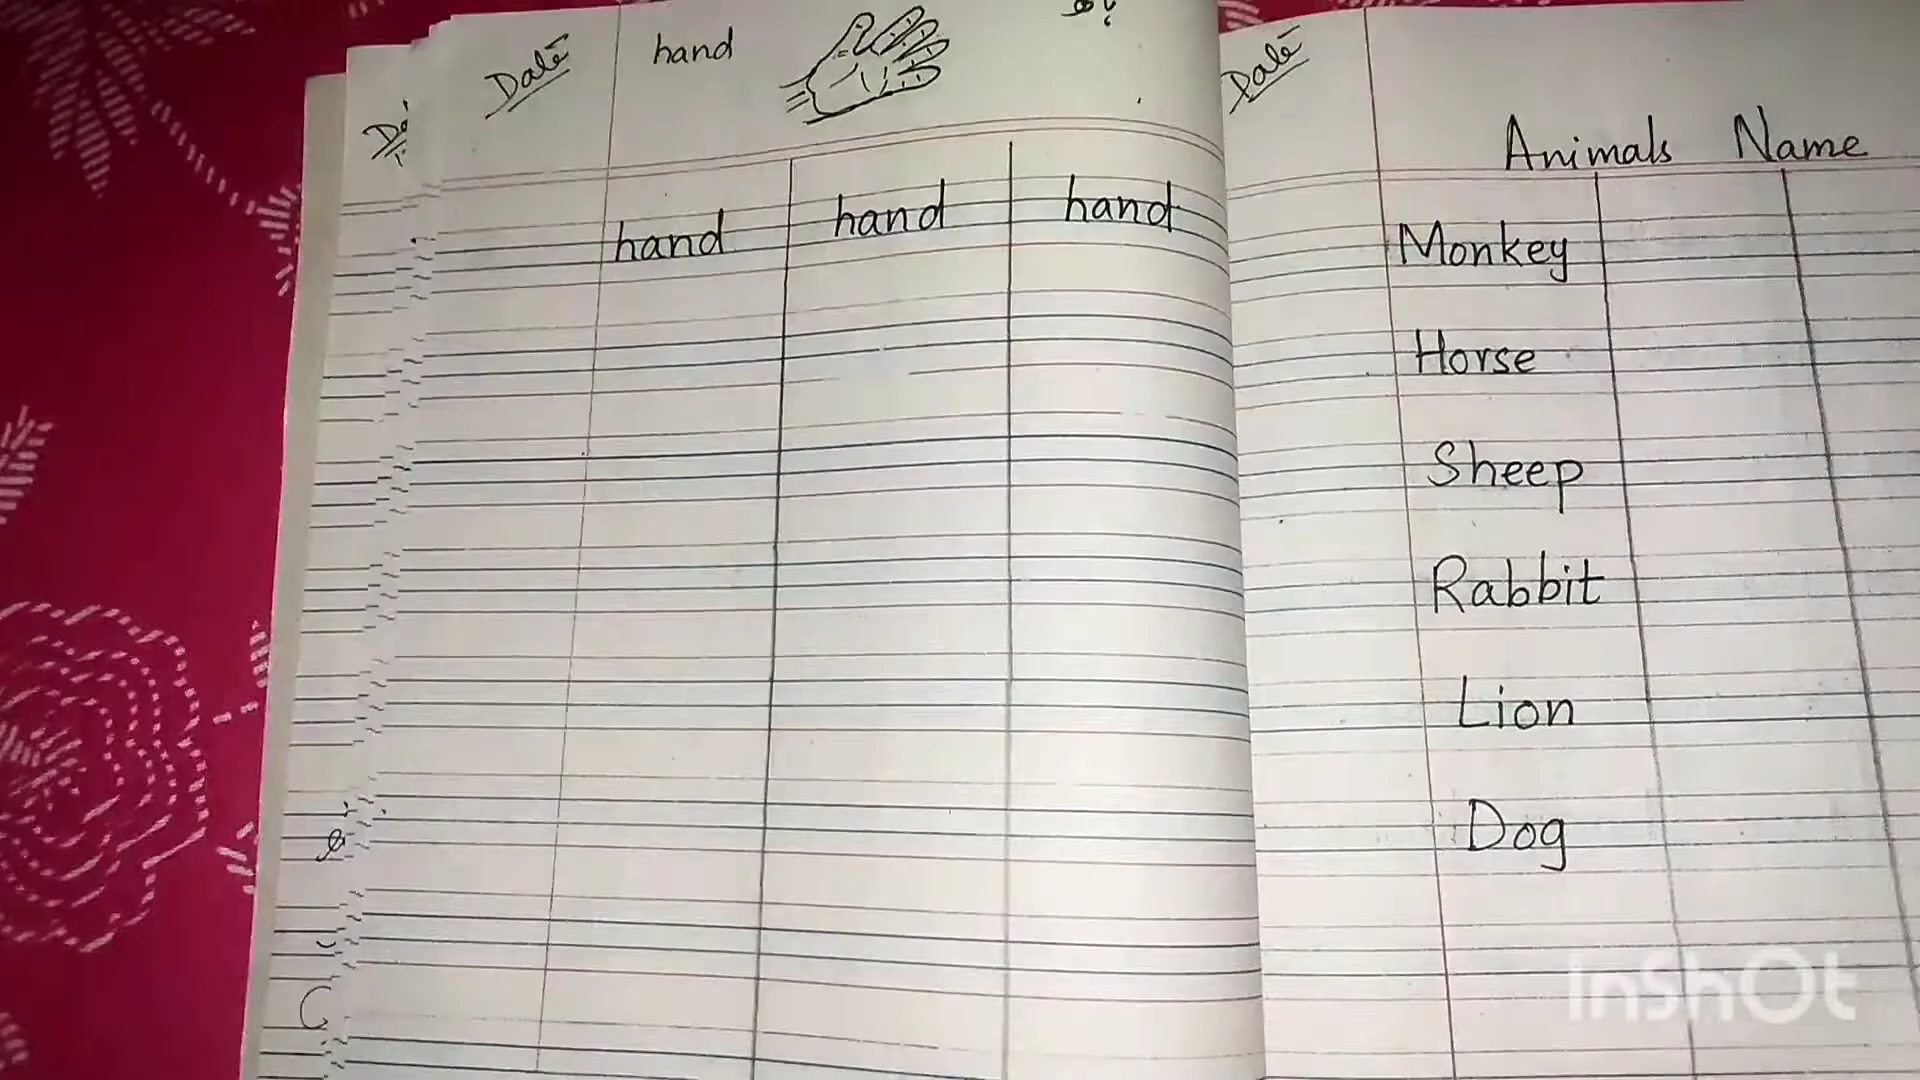 Date hand
hand hand hand
Date
Animals Name
Monkey
Horse
Sheep
Rabbit
Lion
Dog
InShOt